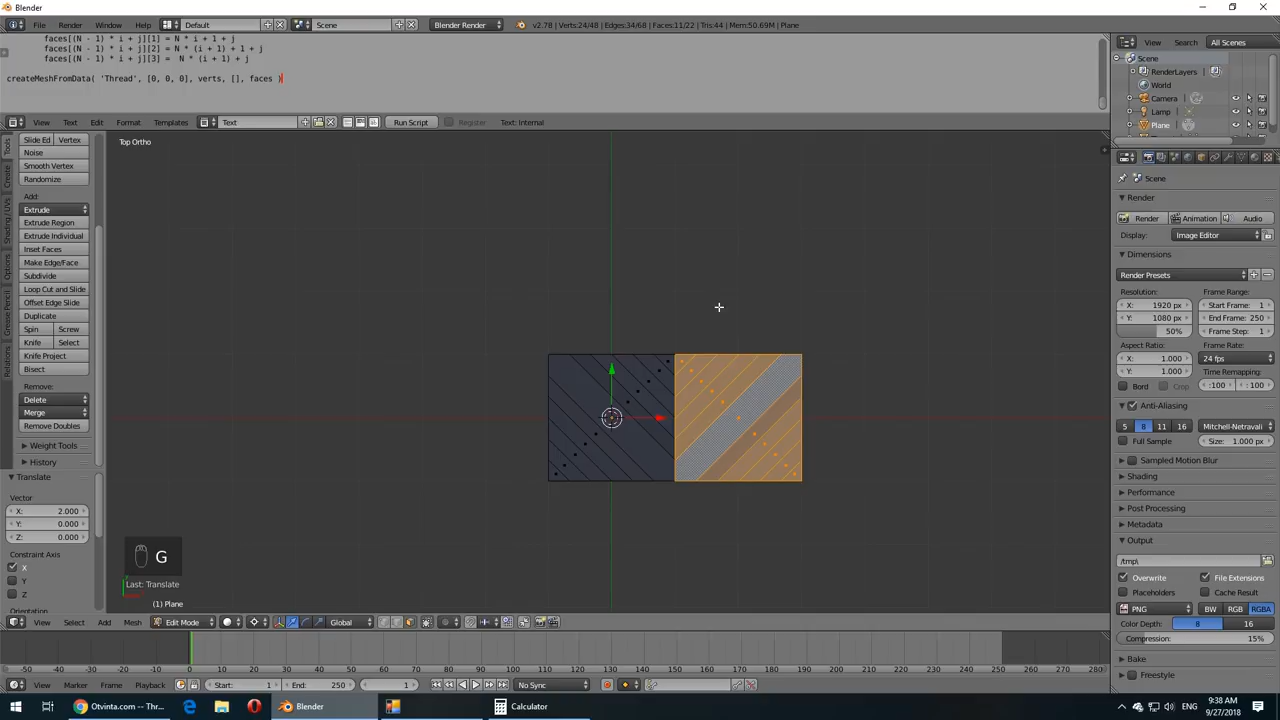 Blender
File Render Window Help Default Scene Blender Render v2.78 | Verts:24/48 | Edges:34/68 | Faces:11/22 | Tris:44 | Mem:50.69M | Plane
faces[(N - 1) * i + j][1] = N * i + 1 + j
faces[(N - 1) * i + j][2] = N * (i + 1) + 1 + j
faces[(N - 1) * i + j][3] =  N * (i + 1) + j
createMeshFromData( 'Thread', [0, 0, 0], verts, [], faces )
View Text Edit Format Templates Text Run Script Register Text: Internal
View Search All Scenes
Scene
RenderLayers
World
Camera
Lamp
Plane
Tools
Create
Shading / UVs
Options
Grease Pencil
Relations
Slide Ed Vertex
Noise
Smooth Vertex
Randomize
Add:
Extrude
Extrude Region
Extrude Individual
Inset Faces
Make Edge/Face
Subdivide
Loop Cut and Slide
Offset Edge Slide
Duplicate
Spin Screw
Knife Select
Knife Project
Bisect
Remove:
Delete
Merge
Remove Doubles
Weight Tools
History
Translate
Vector
X: 2.000
Y: 0.000
Z: 0.000
Constraint Axis
X
Y
Z
Orientation
Top Ortho
G
Last: Translate
(1) Plane
View Select Add Mesh Edit Mode Global
Scene
Render
Render Animation Audio
Display: Image Editor
Dimensions
Render Presets
Resolution: Frame Range:
X: 1920 px Start Frame: 1
Y: 1080 px End Frame: 250
50% Frame Step: 1
Aspect Ratio: Frame Rate:
X: 1.000 24 fps
Y: 1.000 Time Remapping:
Bord Crop :100 : 100
Anti-Aliasing
5 8 11 16 Mitchell-Netravali
Full Sample Size: 1.000 px
Sampled Motion Blur
Shading
Performance
Post Processing
Metadata
Output
/tmp\
Overwrite File Extensions
Placeholders Cache Result
PNG BW RGB RGBA
Color Depth: 8 16
Compression: 15%
Bake
Freestyle
-50 -40 -30 -20 -10 0 10 20 30 40 50 60 70 80 90 100 110 120 130 140 150 160 170 180 190 200 210 220 230 240 250 260 270 280
View Marker Frame Playback Start: 1 End: 250 1 No Sync
Otvinta.com -- Thr... Blender Calculator
9:38 AM
9/27/2018